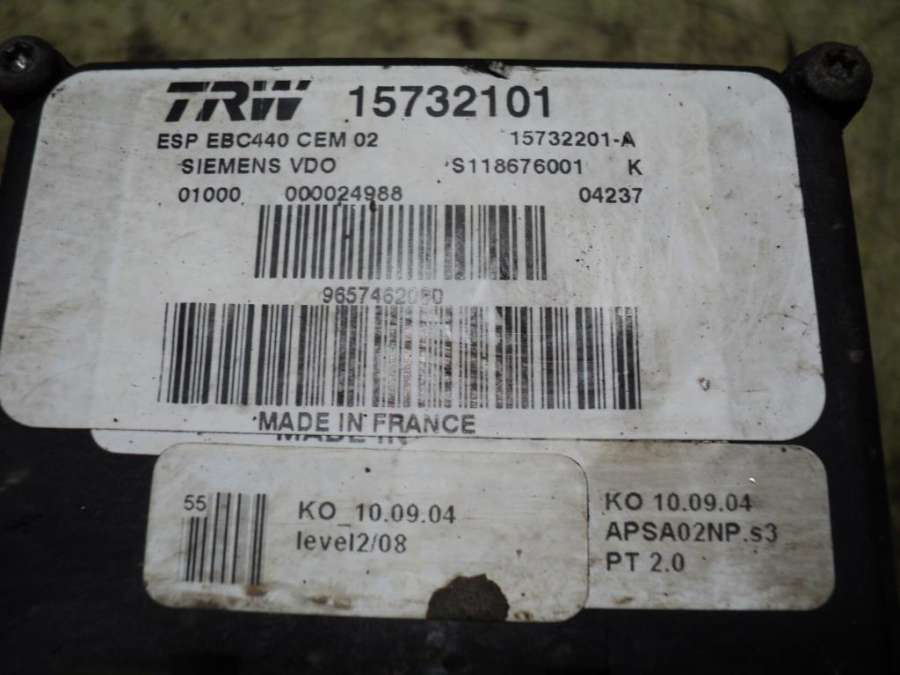 TRW 15732101
ESP EBC440 CEM 02 15732201-A
SIEMENS VDO S118676001 K
01000 000024988 04237
MADE IN FRANCE
55
KO_10.09.04
level2/08
KO 10.09.04
APSA02NP.s3
PT 2.0